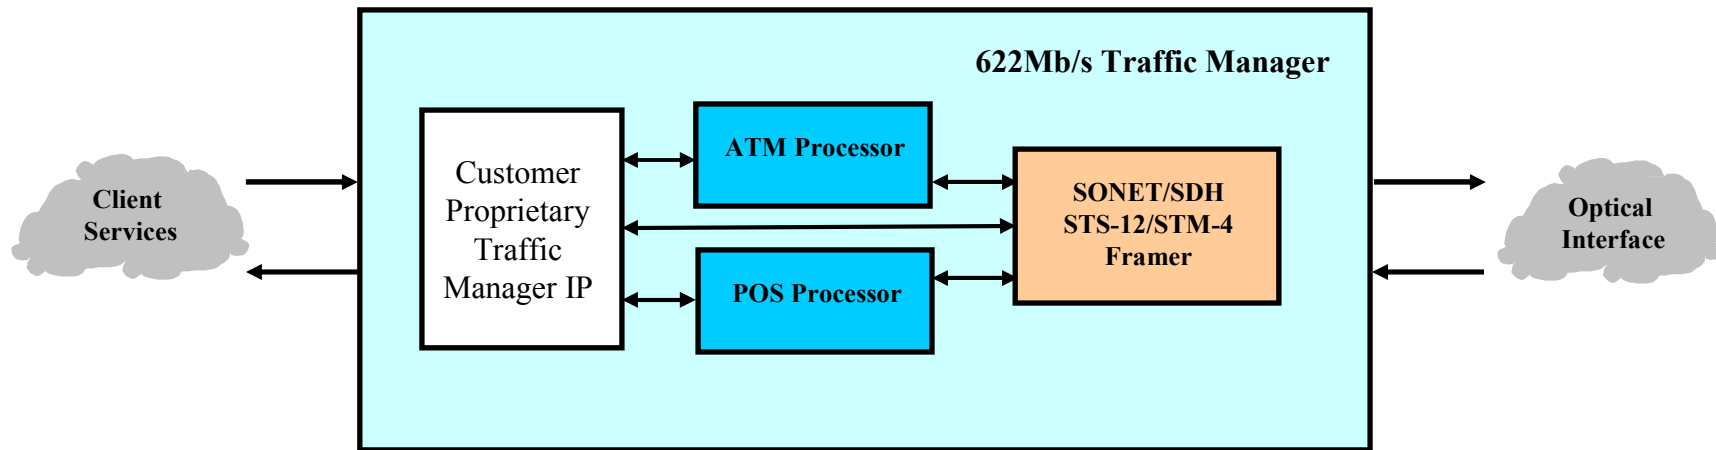 622Mb/s Traffic Manager
Client
Services
Customer
Proprietary
Traffic
Manager IP
ATM Processor
POS Processor
SONET/SDH
STS-12/STM-4
Framer
Optical
Interface